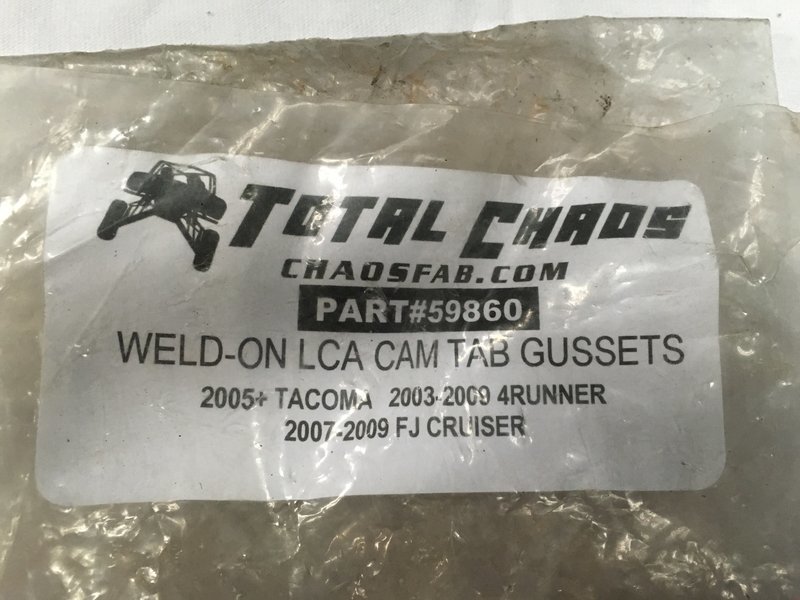 TOTAL CHAOS
CHAOSFAB.COM
PART#59860
WELD-ON LCA CAM TAB GUSSETS
2005+ TACOMA 2003-2009 4RUNNER
2007-2009 FJ CRUISER